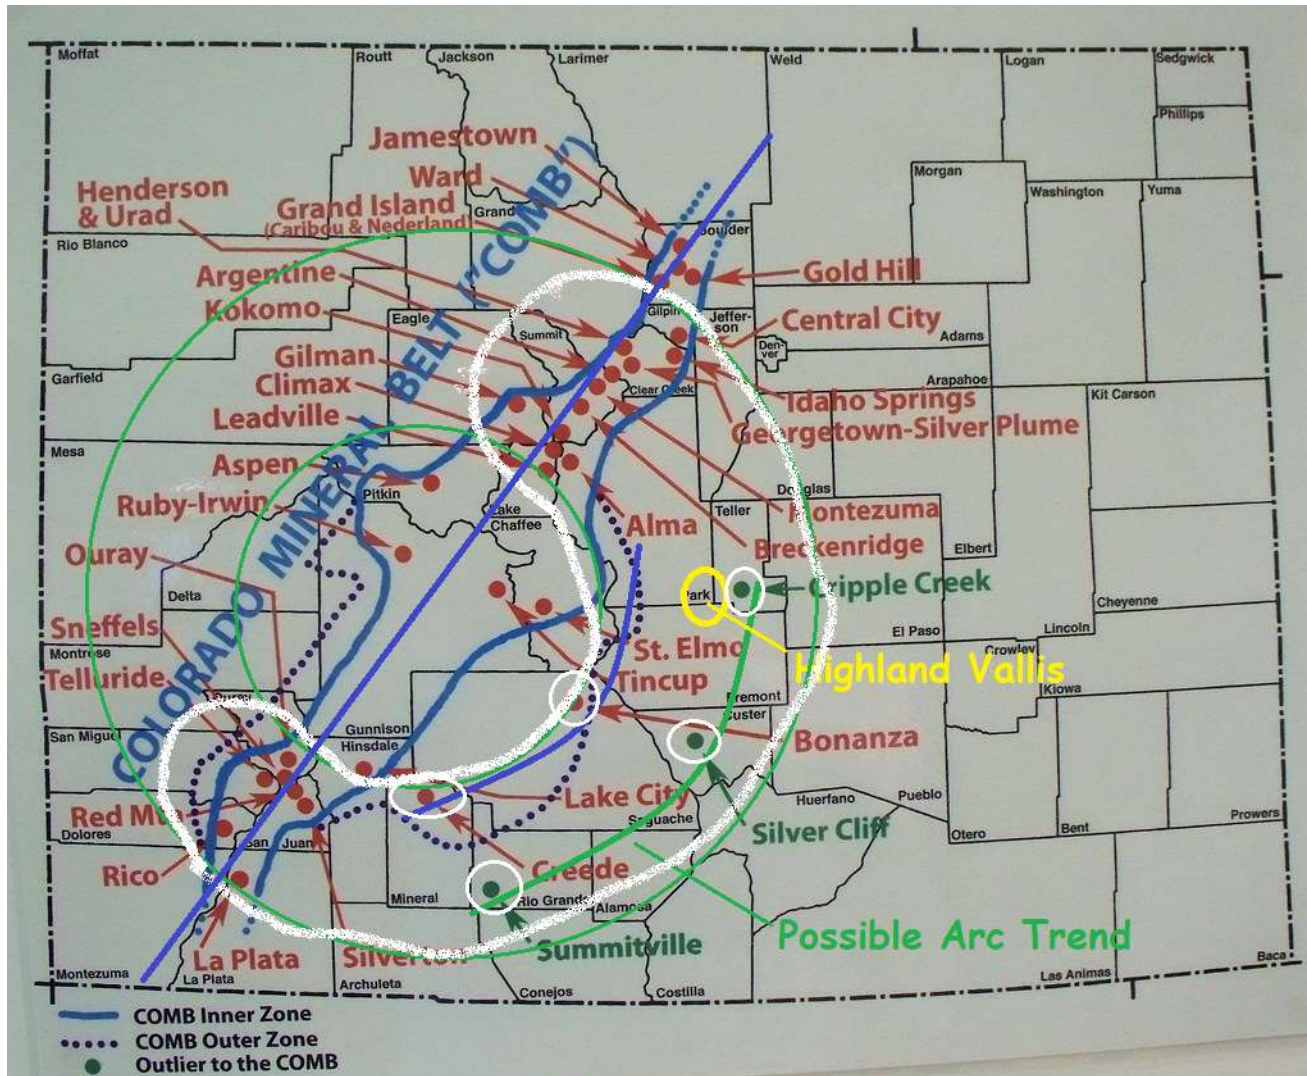 Moffat
Routt
Jackson
Larimer
Weld
Logan
Sedgwick
Phillips
Jamestown
Ward
Grand Island
(Caribou & Nederland)
Henderson
& Urad
Grand
Morgan
Washington
Yuma
Rio Blanco
Boulder
Argentine
Gold Hill
Kokomo
Eagle
Summit
Gilpin
Jeffer-
son
Central City
Adams
Gilman
Den-
ver
Climax
Garfield
Clear Creek
Arapahoe
Kit Carson
Leadville
Idaho Springs
Georgetown-Silver Plume
Mesa
Aspen
Pitkin
Ruby-Irwin
Lake
Chaffee
Alma
Douglas
Teller
Montezuma
Breckenridge
Elbert
Ouray
COLORADO MINERAL BELT ("COMB")
Delta
Park
Cripple Creek
Cheyenne
Sneffels
Montrose
El Paso
Lincoln
Crowley
St. Elmo
Highland Vallis
Telluride
Tincup
Kiowa
Ouray
Fremont
Custer
San Miguel
Gunnison
Hinsdale
Bonanza
Lake City
Huerfano
Pueblo
Red Mtn
Saguache
Silver Cliff
Otero
Bent
Prowers
Dolores
San Juan
Rico
Creede
Mineral
Rio Grande
Alamosa
Possible Arc Trend
La Plata
Silverton
Summitville
Montezuma
La Plata
Archuleta
Conejos
Costilla
Las Animas
Baca
COMB Inner Zone
COMB Outer Zone
Outlier to the COMB